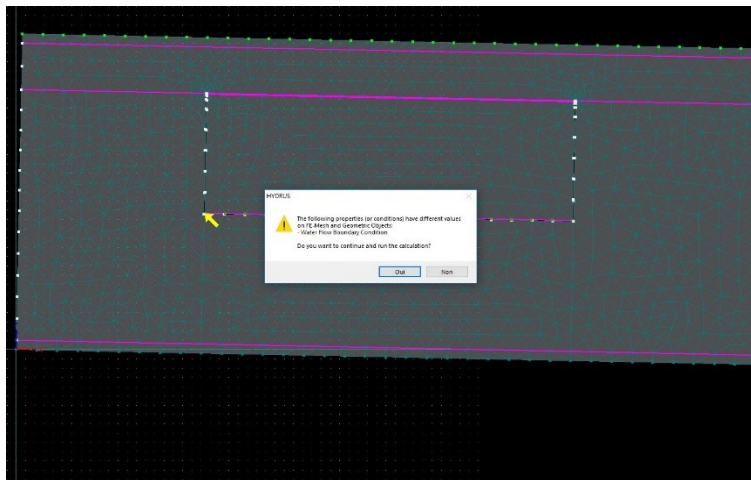 HYDRUS
The following properties (or conditions) have different values
on FE-Mesh and Geometric Objects:
- Water Flow Boundary Condition
Do you want to continue and run the calculation?
Oui
Non